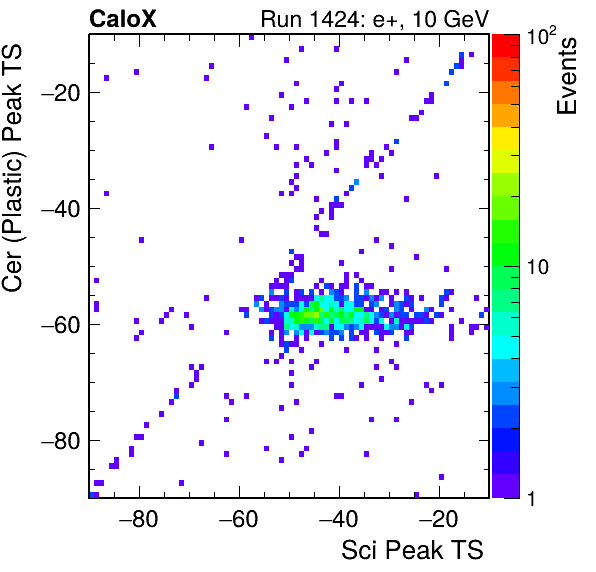 CaloX
Run 1424: e+, 10 GeV
Cer (Plastic) Peak TS
−20
−40
−60
−80
−80
−60
−40
−20
Sci Peak TS
10²
10
1
Events